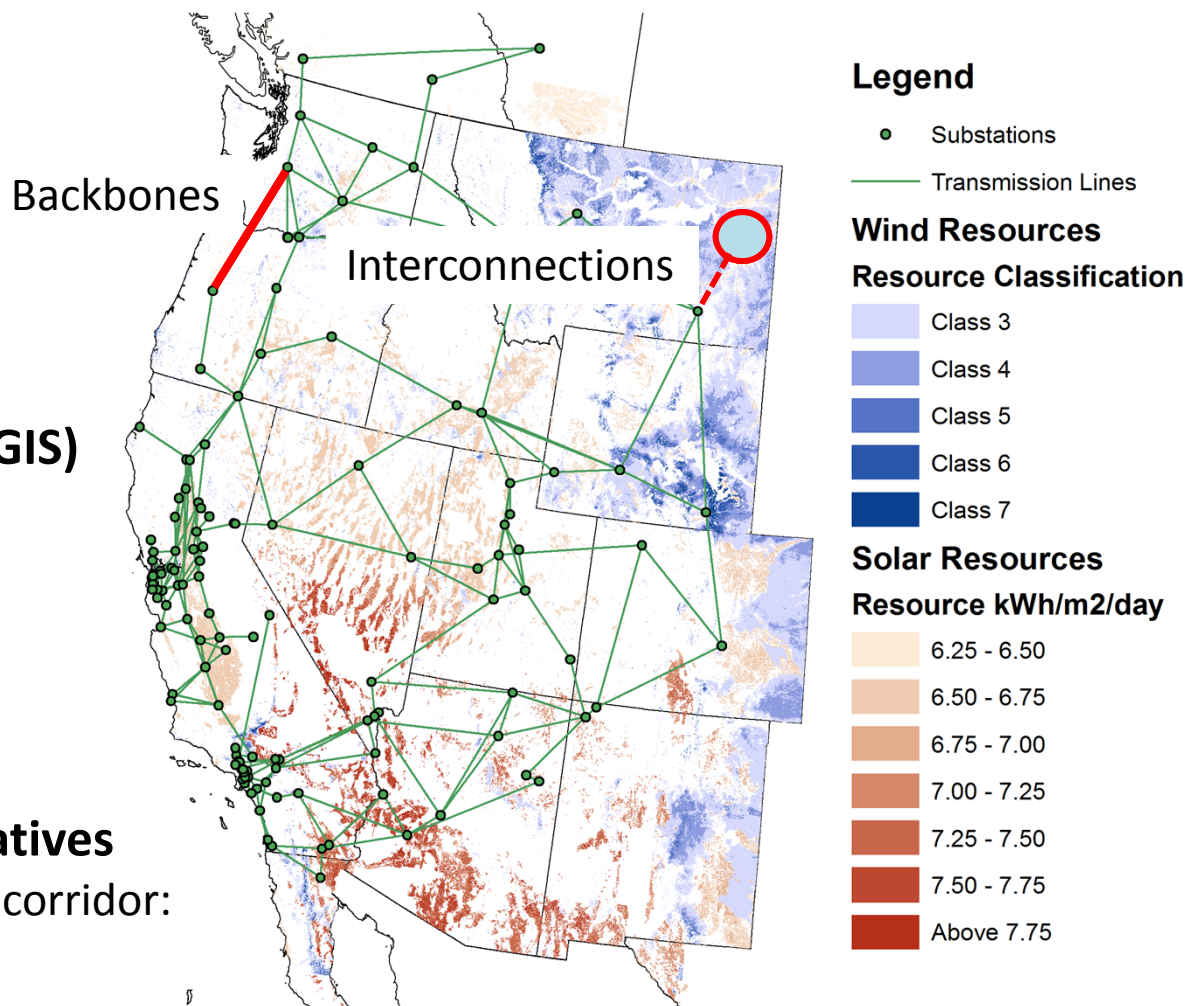 Backbones
Interconnections
GIS)
atives
corridor:
Legend
Substations
Transmission Lines
Wind Resources
Resource Classification
Class 3
Class 4
Class 5
Class 6
Class 7
Solar Resources
Resource kWh/m2/day
6.25 - 6.50
6.50 - 6.75
6.75 - 7.00
7.00 - 7.25
7.25 - 7.50
7.50 - 7.75
Above 7.75